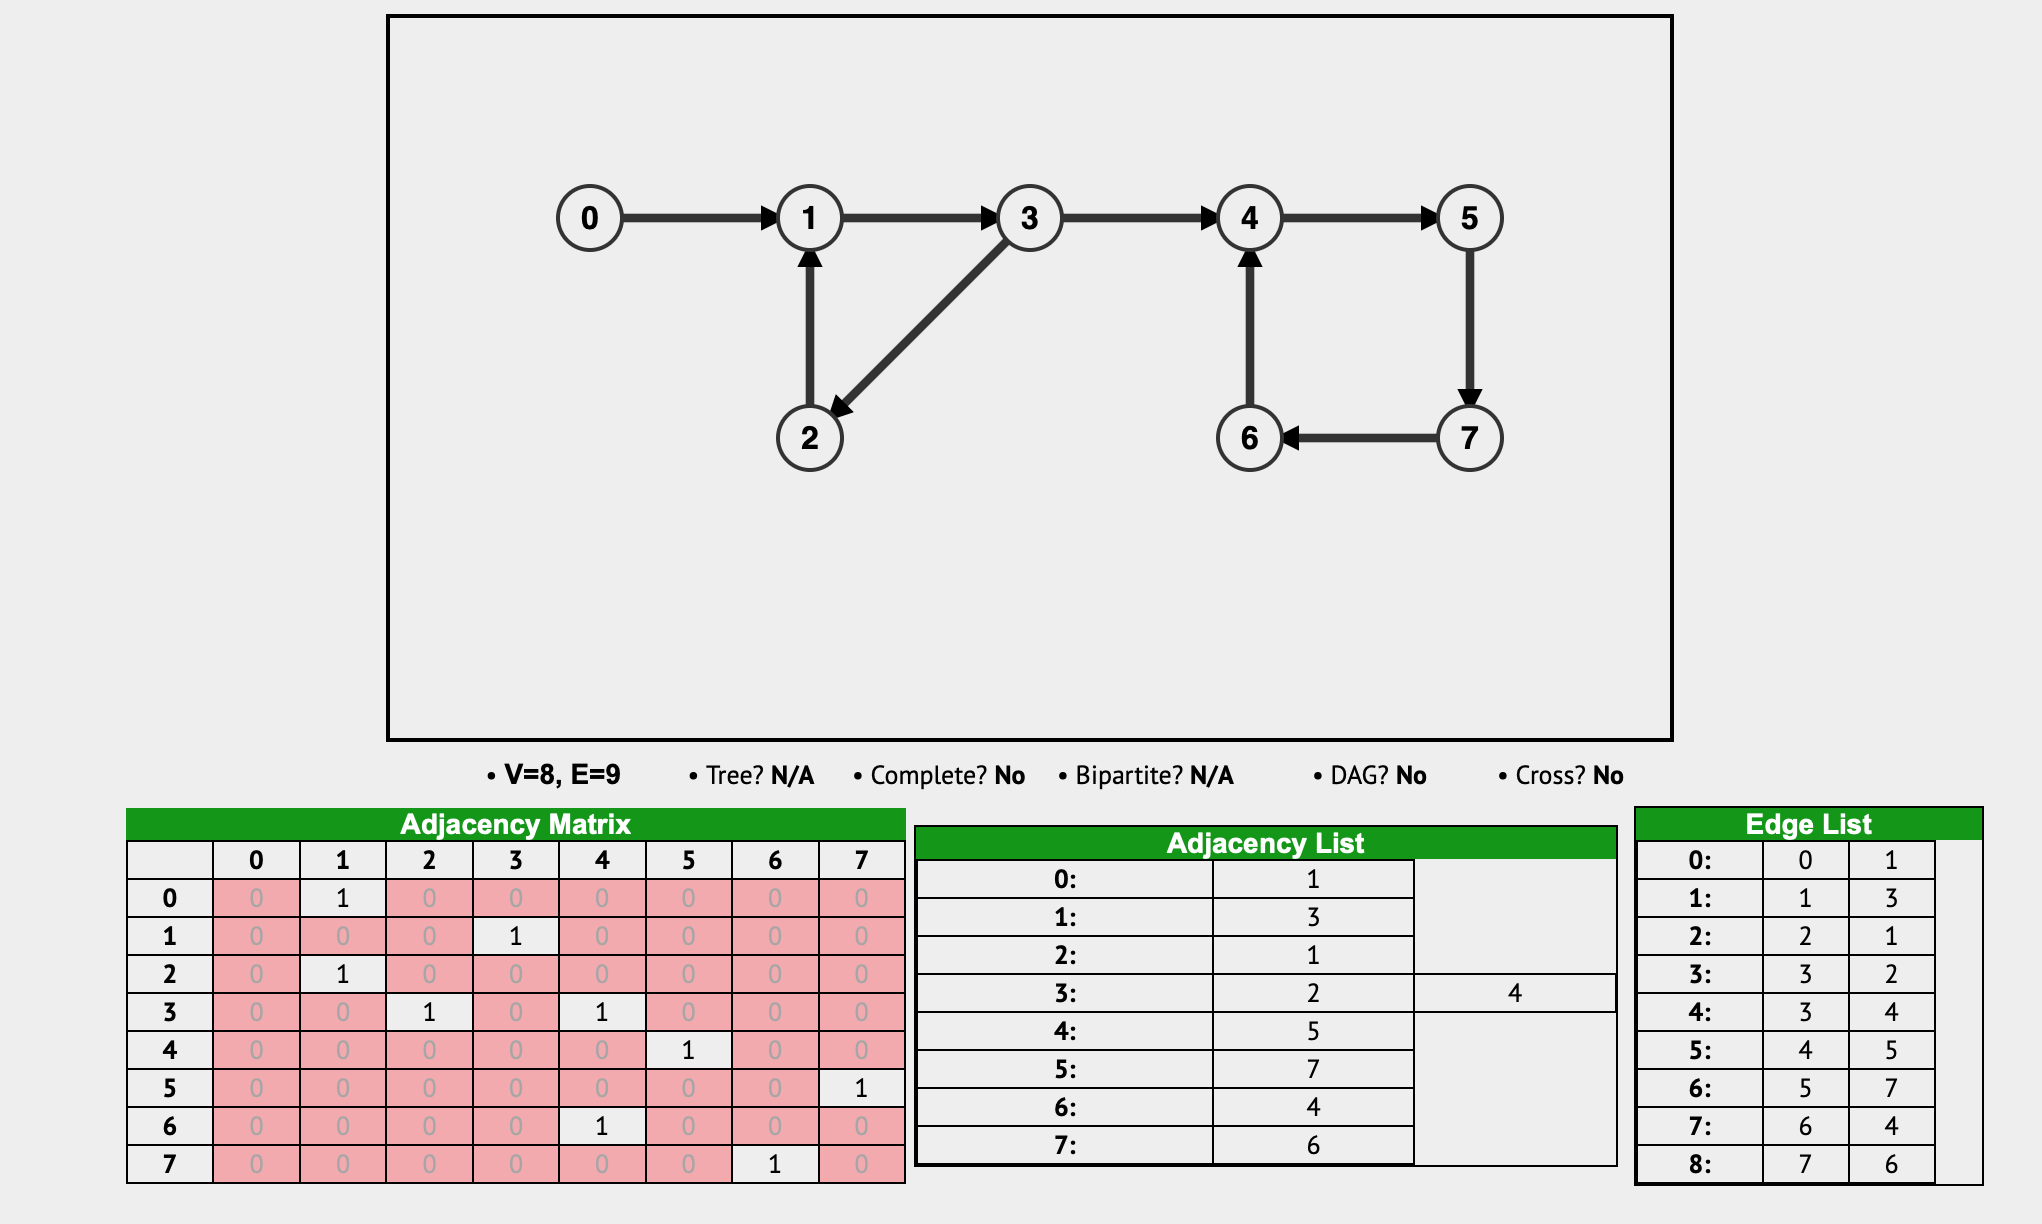 0 1 3 4 5
2 6 7
• V=8, E=9 • Tree? N/A • Complete? No • Bipartite? N/A • DAG? No • Cross? No
Adjacency Matrix
0 1 2 3 4 5 6 7
0 0 1 0 0 0 0 0 0
1 0 0 0 1 0 0 0 0
2 0 1 0 0 0 0 0 0
3 0 0 1 0 1 0 0 0
4 0 0 0 0 0 1 0 0
5 0 0 0 0 0 0 0 1
6 0 0 0 0 1 0 0 0
7 0 0 0 0 0 0 1 0
Adjacency List
0: 1
1: 3
2: 1
3: 2 4
4: 5
5: 7
6: 4
7: 6
Edge List
0: 0 1
1: 1 3
2: 2 1
3: 3 2
4: 3 4
5: 4 5
6: 5 7
7: 6 4
8: 7 6